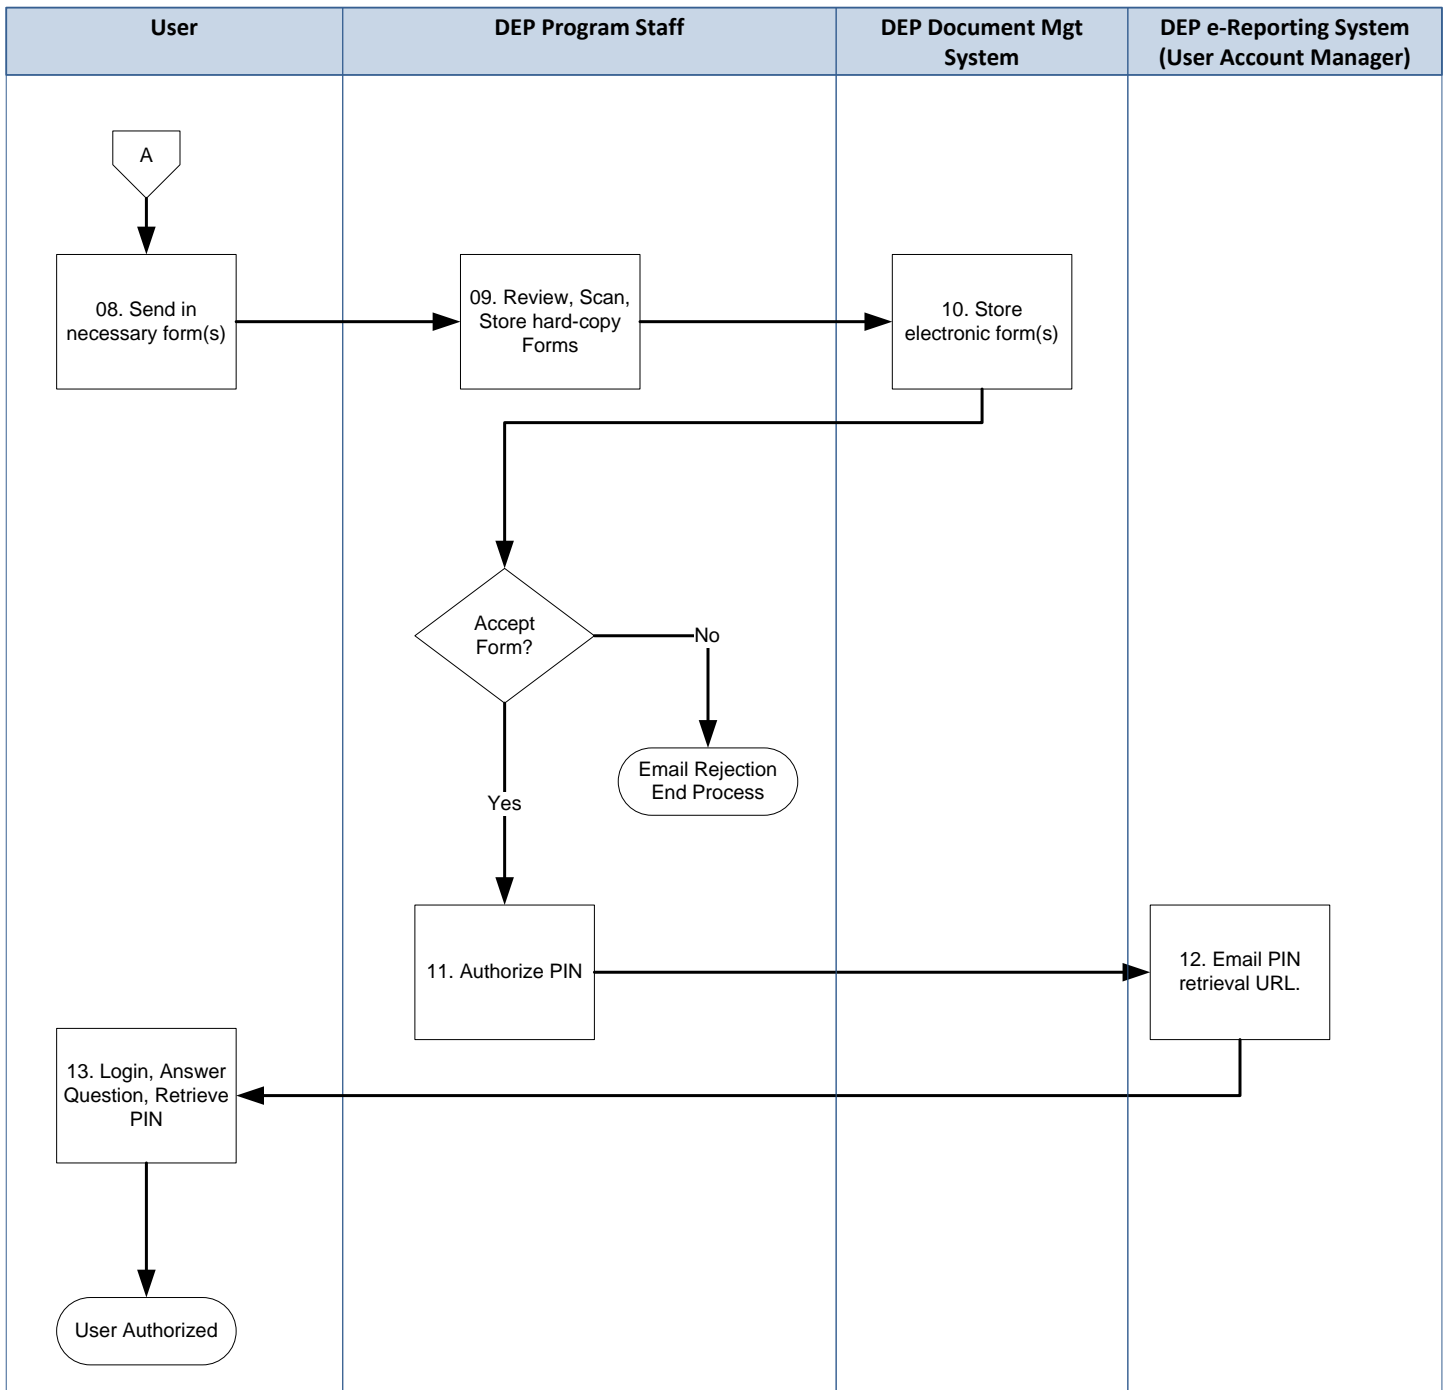 User
DEP Program Staff
DEP Document Mgt
System
DEP e-Reporting System
(User Account Manager)
A
08. Send in
necessary form(s)
09. Review, Scan,
Store hard-copy
Forms
10. Store
electronic form(s)
Accept
Form?
No
Email Rejection
End Process
Yes
11. Authorize PIN
12. Email PIN
retrieval URL.
13. Login, Answer
Question, Retrieve
PIN
User Authorized